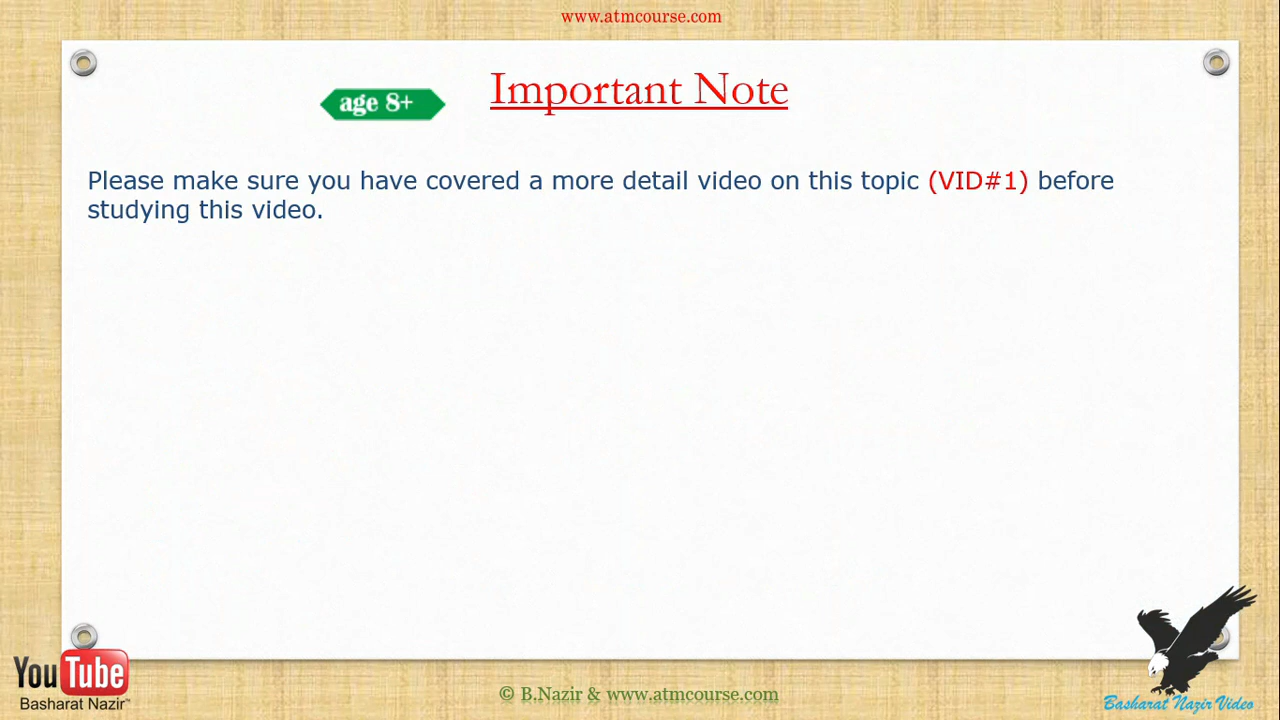 www.atmcourse.com
age 8+
Important Note
Please make sure you have covered a more detail video on this topic (VID#1) before
studying this video.
YouTube
Basharat Nazir™
© B.Nazir & www.atmcourse.com
Basharat Nazir Video